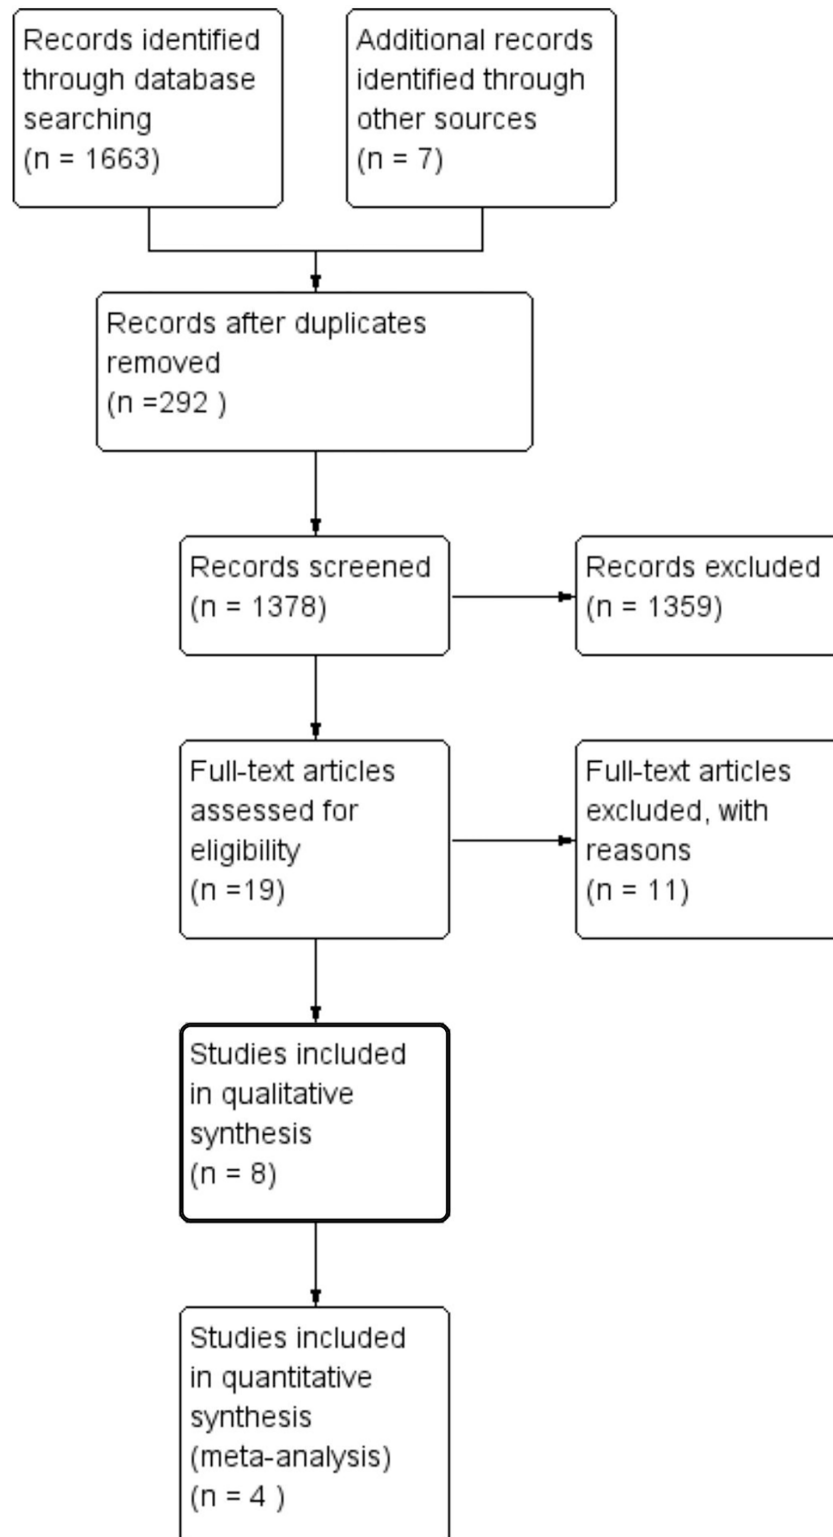 Records identified
through database
searching
(n = 1663)
Additional records
identified through
other sources
(n = 7)
Records after duplicates
removed
(n =292 )
Records screened
(n = 1378)
Records excluded
(n = 1359)
Full-text articles
assessed for
eligibility
(n =19)
Full-text articles
excluded, with
reasons
(n = 11)
Studies included
in qualitative
synthesis
(n = 8)
Studies included
in quantitative
synthesis
(meta-analysis)
(n = 4 )